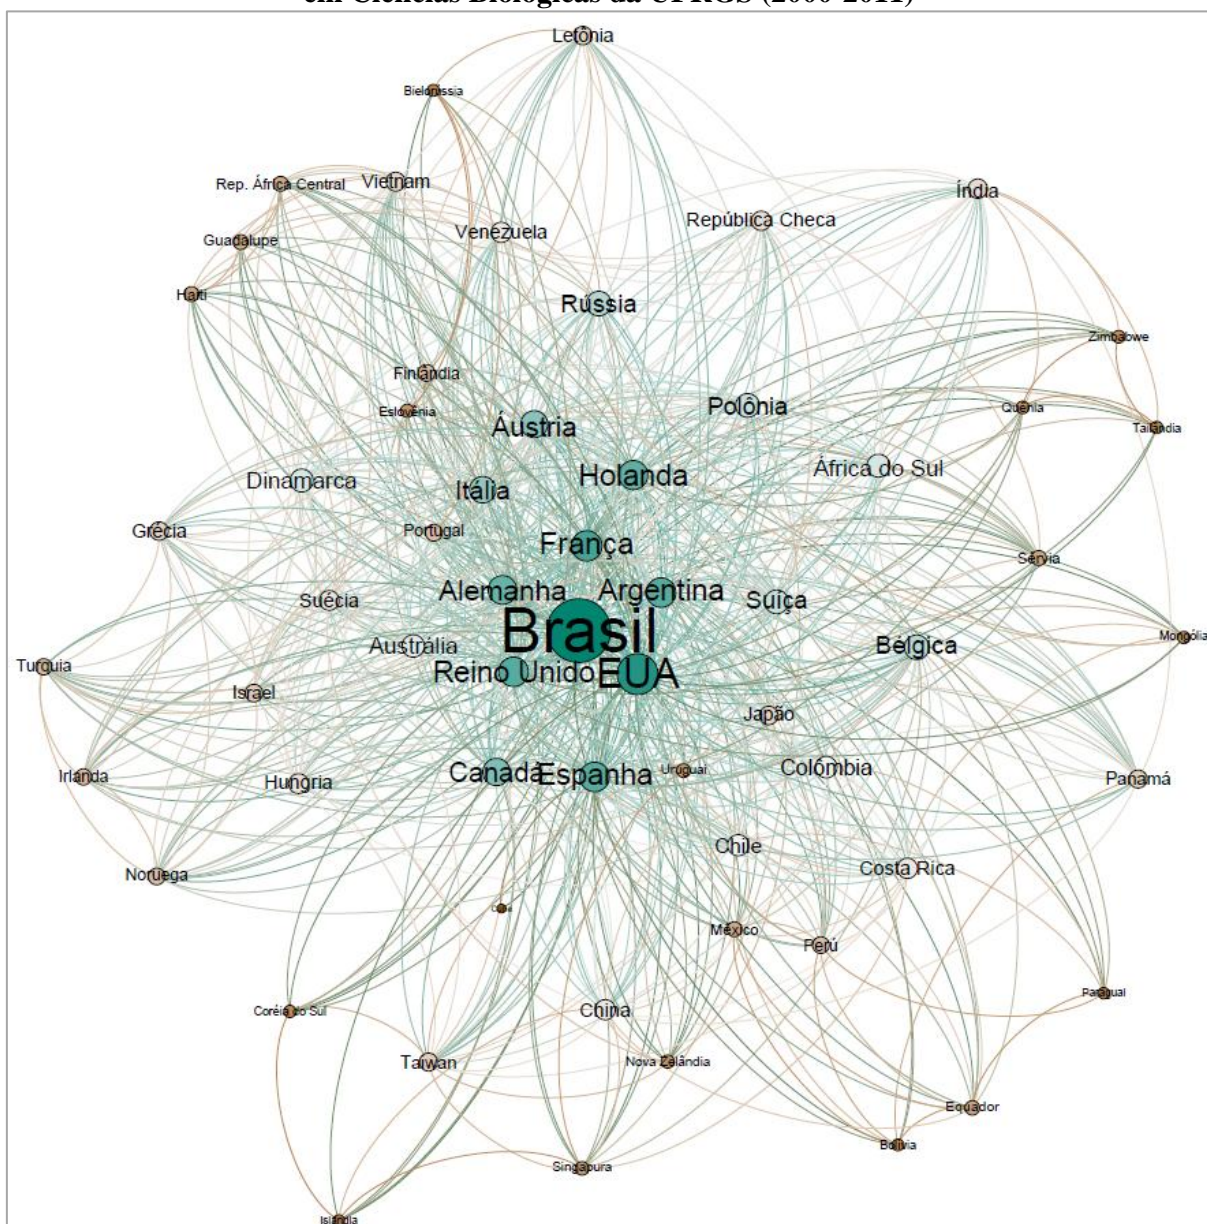 em Ciências Biológicas da UFRGS (2000-2011)
Letônia
Bielorússia
Rep. África Central
Vietnam
Índia
República Checa
Venezuela
Guadalupe
Haiti
Rússia
Zimbabwe
Finlândia
Polônia
Eslovênia
Quênia
Áustria
Tailândia
África do Sul
Holanda
Dinamarca
Itália
Grécia
Portugal
França
Sérvia
Alemanha
Argentina
Suécia
Suíça
Brasil
Mongólia
Austrália
Bélgica
Turquia
Reino Unido
EUA
Israel
Japão
Irlanda
Hungria
Canadá
Espanha
Uruguai
Colômbia
Panamá
Chile
Costa Rica
Noruega
México
Perú
Paraguai
Coréia do Sul
China
Taiwan
Nova Zelândia
Equador
Bolívia
Singapura
Islândia